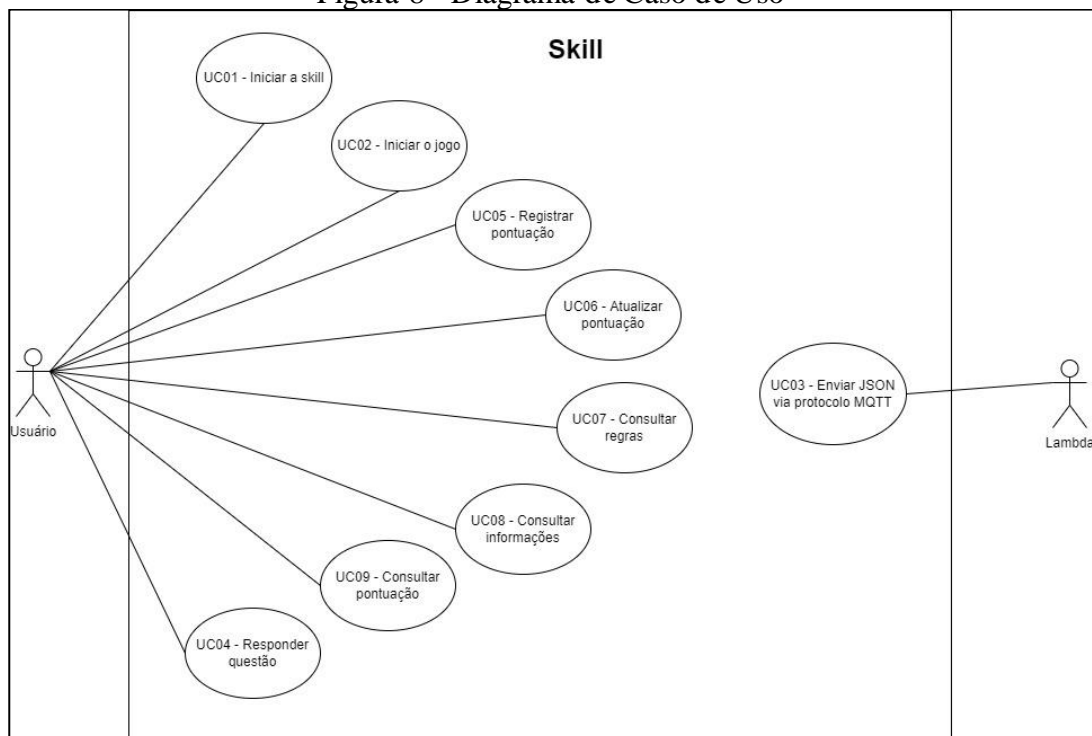 Figura 8 - Diagrama de Caso de Uso
Skill
UC01 - Iniciar a skill
UC02 - Iniciar o jogo
UC05 - Registrar
pontuação
UC06 - Atualizar
pontuação
UC03 - Enviar JSON
via protocolo MQTT
UC07 - Consultar
regras
Usuário
Lambda
UC08 - Consultar
informações
UC09 - Consultar
pontuação
UC04 - Responder
questão